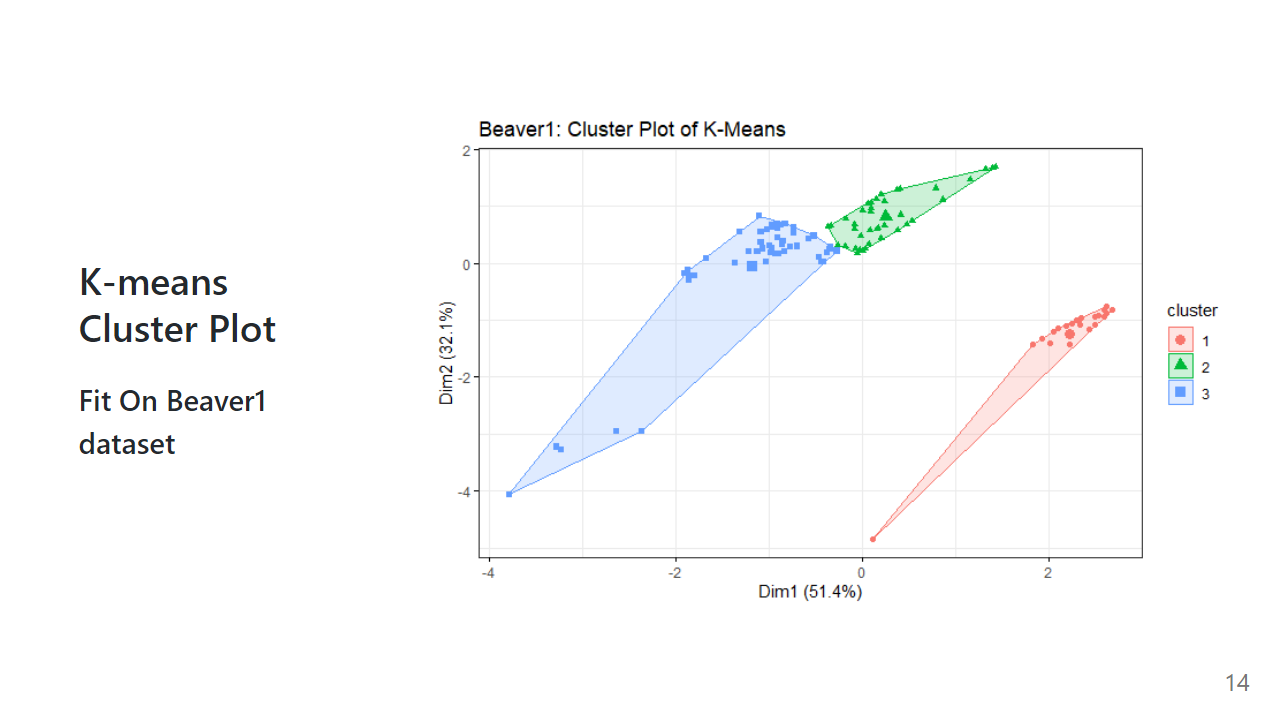 K-means
Cluster Plot
Fit On Beaver1
dataset
Beaver1: Cluster Plot of K-Means
2
0
-2
-4
Dim2 (32.1%)
-4
-2
0
2
Dim1 (51.4%)
cluster
1
2
3
14